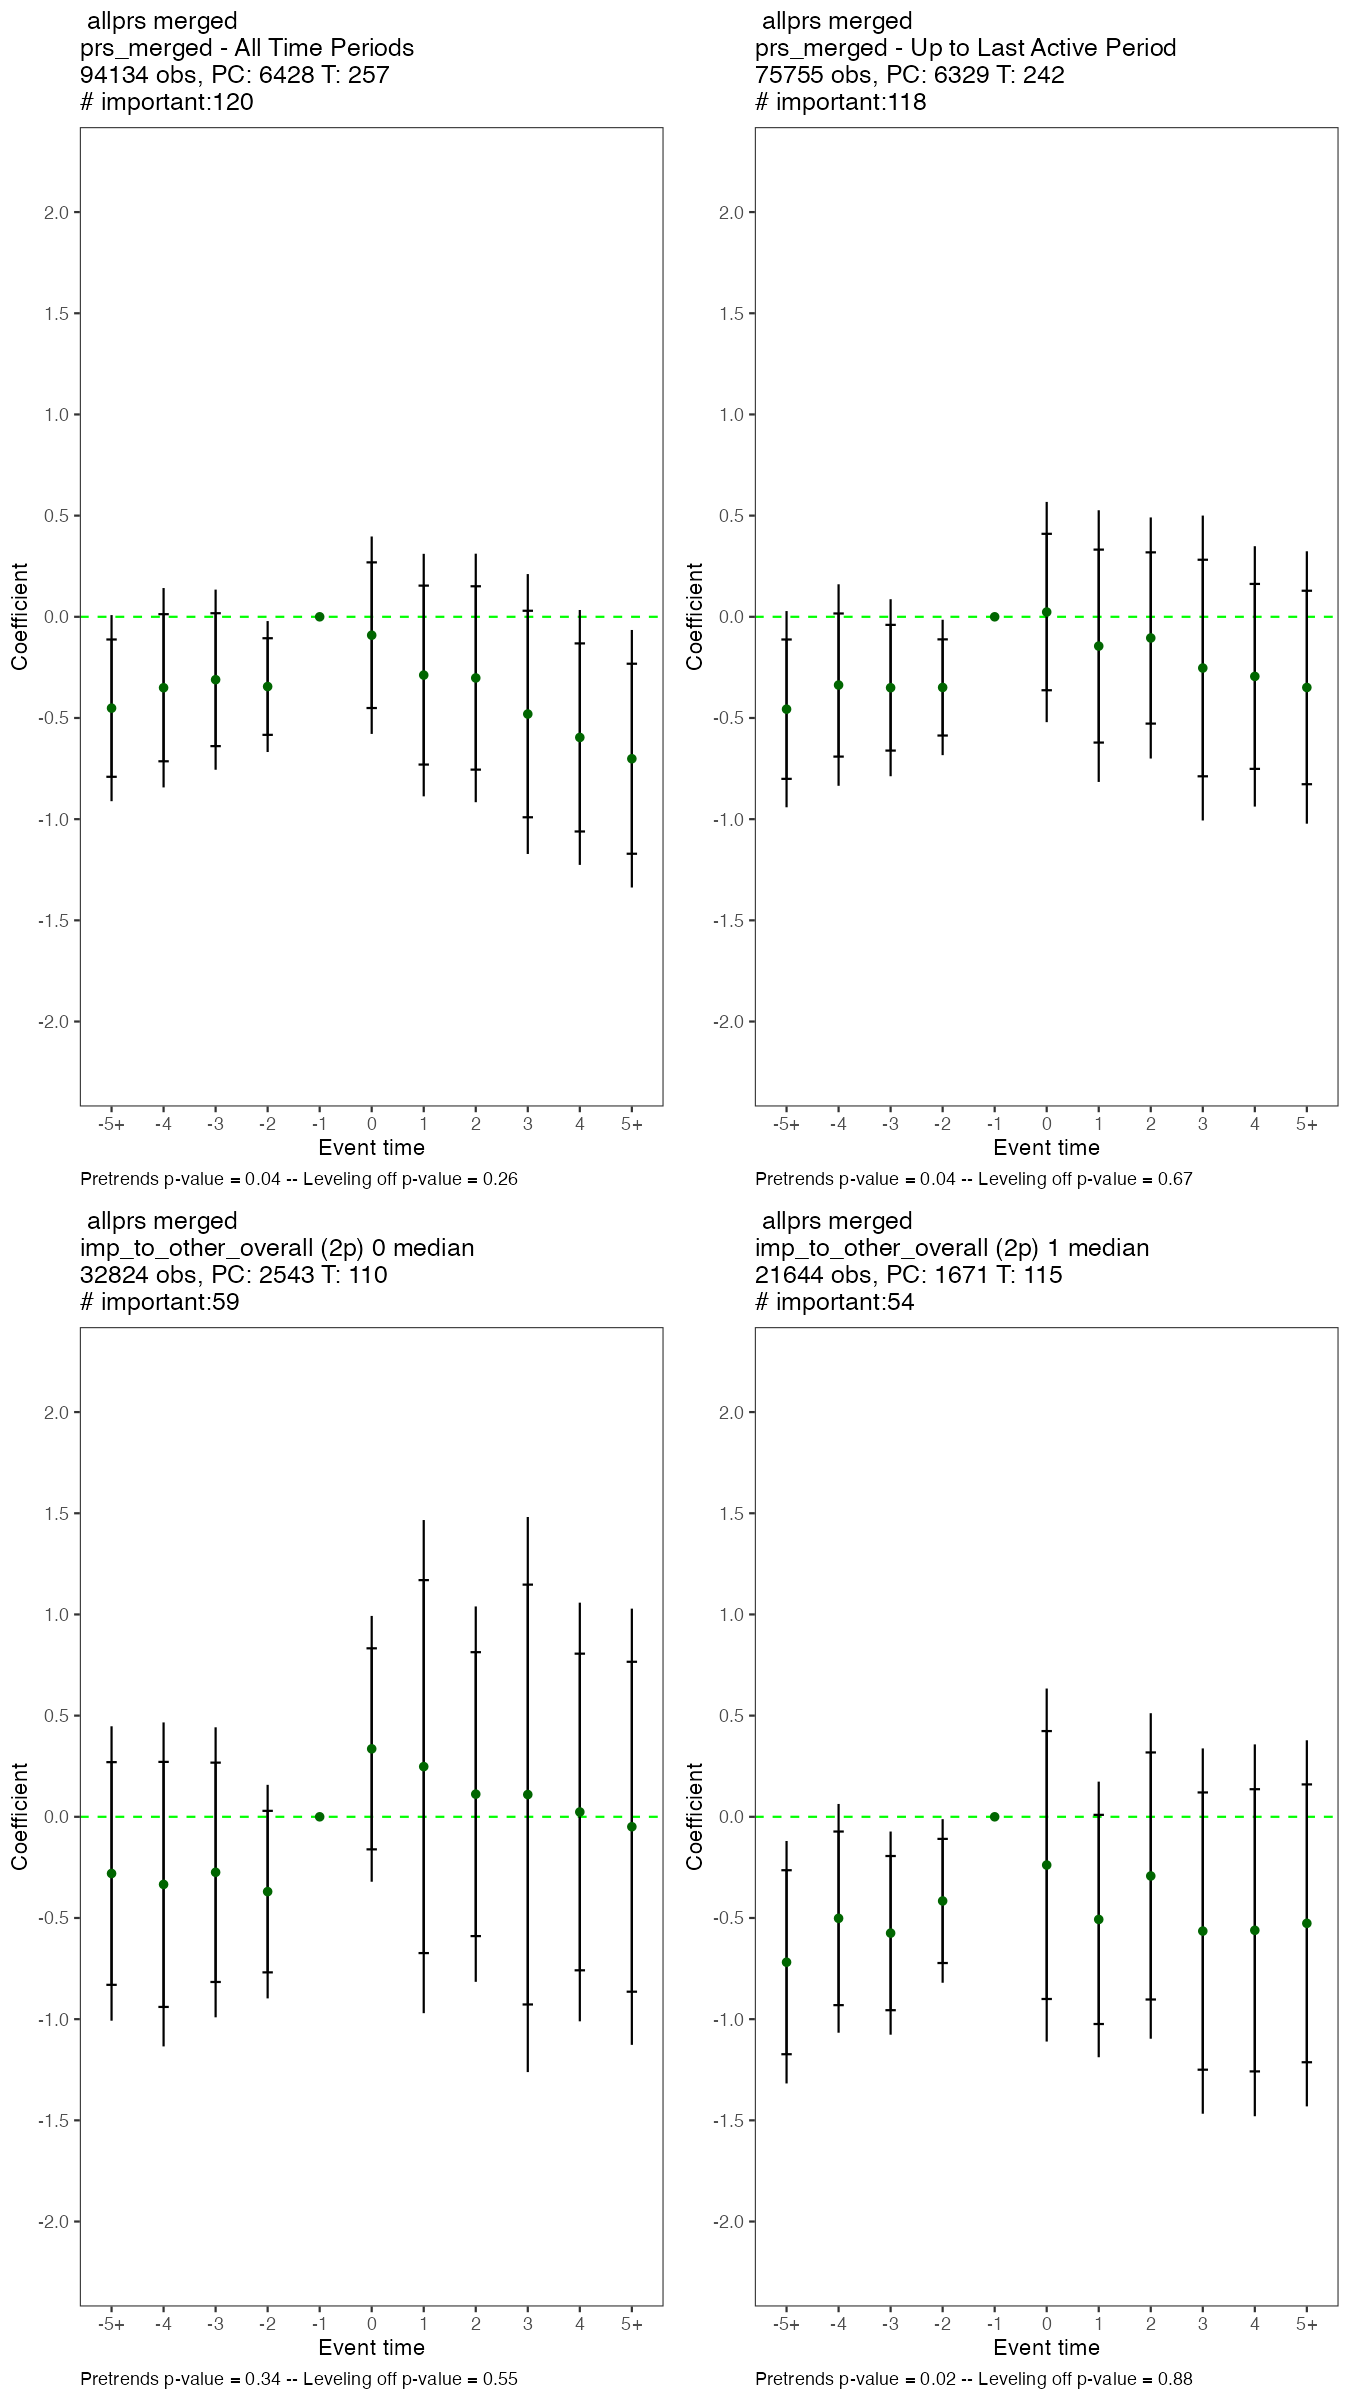 allprs merged
prs_merged - All Time Periods
94134 obs, PC: 6428 T: 257
# important:120
2.0
1.5
1.0
0.5
0.0
-0.5
-1.0
-1.5
-2.0
Coefficient
-5+ -4 -3 -2 -1 0 1 2 3 4 5+
Event time
Pretrends p-value = 0.04 -- Leveling off p-value = 0.26
allprs merged
prs_merged - Up to Last Active Period
75755 obs, PC: 6329 T: 242
# important:118
2.0
1.5
1.0
0.5
0.0
-0.5
-1.0
-1.5
-2.0
Coefficient
-5+ -4 -3 -2 -1 0 1 2 3 4 5+
Event time
Pretrends p-value = 0.04 -- Leveling off p-value = 0.67
allprs merged
imp_to_other_overall (2p) 0 median
32824 obs, PC: 2543 T: 110
# important:59
2.0
1.5
1.0
0.5
0.0
-0.5
-1.0
-1.5
-2.0
Coefficient
-5+ -4 -3 -2 -1 0 1 2 3 4 5+
Event time
Pretrends p-value = 0.34 -- Leveling off p-value = 0.55
allprs merged
imp_to_other_overall (2p) 1 median
21644 obs, PC: 1671 T: 115
# important:54
2.0
1.5
1.0
0.5
0.0
-0.5
-1.0
-1.5
-2.0
Coefficient
-5+ -4 -3 -2 -1 0 1 2 3 4 5+
Event time
Pretrends p-value = 0.02 -- Leveling off p-value = 0.88